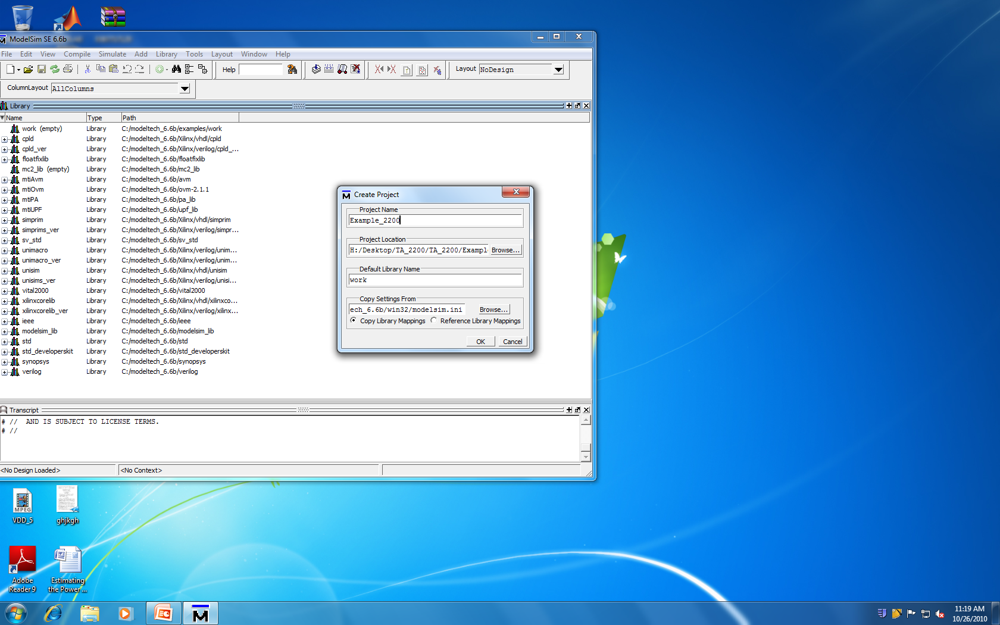 ModelSim SE 6.6b
File Edit View Compile Simulate Add Library Tools Layout Window Help
Help
Layout NoDesign
ColumnLayout AllColumns
Library
Name Type Path
work (empty) Library C:/modeltech_6.6b/examples/work
cpld Library C:/modeltech_6.6b/Xilinx/vhdl/cpld
cpld_ver Library C:/modeltech_6.6b/Xilinx/verilog/cpld_...
floatfixlib Library C:/modeltech_6.6b/floatfixlib
mc2_lib (empty) Library C:/modeltech_6.6b/mc2_lib
mtiAvm Library C:/modeltech_6.6b/avm
mtiOvm Library C:/modeltech_6.6b/ovm-2.1.1
mtiPA Library C:/modeltech_6.6b/pa_lib
mtiUPF Library C:/modeltech_6.6b/upf_lib
simprim Library C:/modeltech_6.6b/Xilinx/vhdl/simprim
simprims_ver Library C:/modeltech_6.6b/Xilinx/verilog/simpr...
sv_std Library C:/modeltech_6.6b/sv_std
unimacro Library C:/modeltech_6.6b/Xilinx/vhdl/unim...
unimacro_ver Library C:/modeltech_6.6b/Xilinx/verilog/unim...
unisim Library C:/modeltech_6.6b/Xilinx/vhdl/unisim
unisims_ver Library C:/modeltech_6.6b/Xilinx/verilog/unisi...
vital2000 Library C:/modeltech_6.6b/vital2000
xilinxcorelib Library C:/modeltech_6.6b/Xilinx/vhdl/xilinxco...
xilinxcorelib_ver Library C:/modeltech_6.6b/Xilinx/verilog/xilinx...
ieee Library C:/modeltech_6.6b/ieee
modelsim_lib Library C:/modeltech_6.6b/modelsim_lib
std Library C:/modeltech_6.6b/std
std_developerskit Library C:/modeltech_6.6b/std_developerskit
synopsys Library C:/modeltech_6.6b/synopsys
verilog Library C:/modeltech_6.6b/verilog
Create Project
Project Name
Example_2200
Project Location
H:/Desktop/TA_2200/TA_2200/Exampl Browse...
Default Library Name
work
Copy Settings From
ech_6.6b/win32/modelsim.ini Browse...
Copy Library Mappings Reference Library Mappings
OK Cancel
Transcript
# // AND IS SUBJECT TO LICENSE TERMS.
# //
<No Design Loaded> <No Context>
MPEG
VDD_5 ghjkgh
Adobe Reader 9
Estimating the Power ...
11:19 AM
10/26/2010